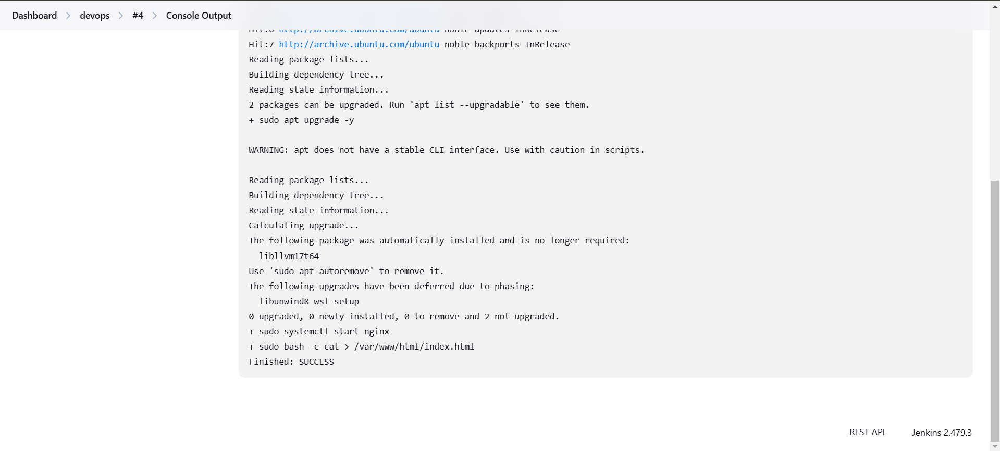 Dashboard > devops > #4 > Console Output
Hit:6 http://archive.ubuntu.com/ubuntu noble-updates InRelease
Hit:7 http://archive.ubuntu.com/ubuntu noble-backports InRelease
Reading package lists...
Building dependency tree...
Reading state information...
2 packages can be upgraded. Run 'apt list --upgradable' to see them.
+ sudo apt upgrade -y
WARNING: apt does not have a stable CLI interface. Use with caution in scripts.
Reading package lists...
Building dependency tree...
Reading state information...
Calculating upgrade...
The following package was automatically installed and is no longer required:
libllvm17t64
Use 'sudo apt autoremove' to remove it.
The following upgrades have been deferred due to phasing:
libunwind8 wsl-setup
0 upgraded, 0 newly installed, 0 to remove and 2 not upgraded.
+ sudo systemctl start nginx
+ sudo bash -c cat > /var/www/html/index.html
Finished: SUCCESS
REST API
Jenkins 2.479.3